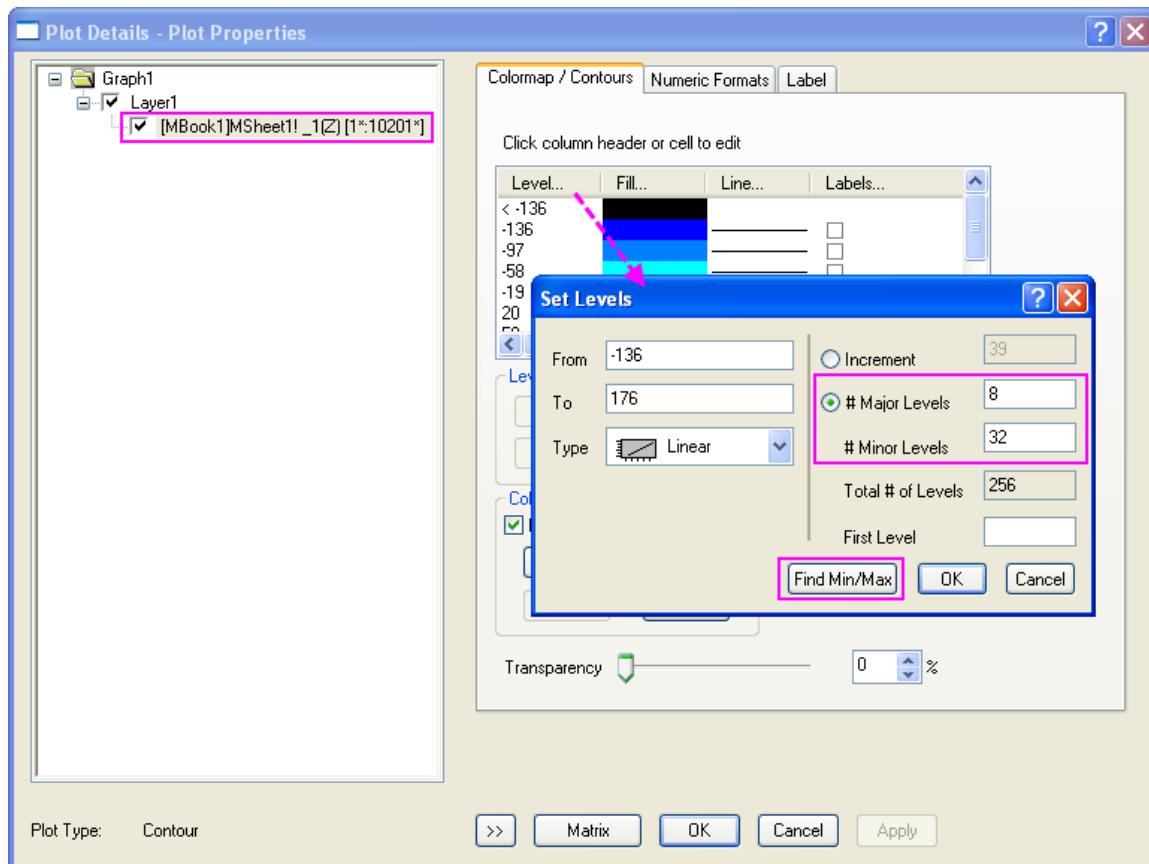 Plot Details - Plot Properties
Graph1
Layer1
[MBook1]MSheet1! _1(Z) [1*:10201*]
Colormap / Contours Numeric Formats Label
Click column header or cell to edit
Level... Fill... Line... Labels...
< -136
-136
-97
-58
-19
20
Set Levels
From -136
To 176
Type Linear
Increment 39
# Major Levels 8
# Minor Levels 32
Total # of Levels 256
First Level
Find Min/Max OK Cancel
Transparency 0 %
Plot Type: Contour
>> Matrix OK Cancel Apply